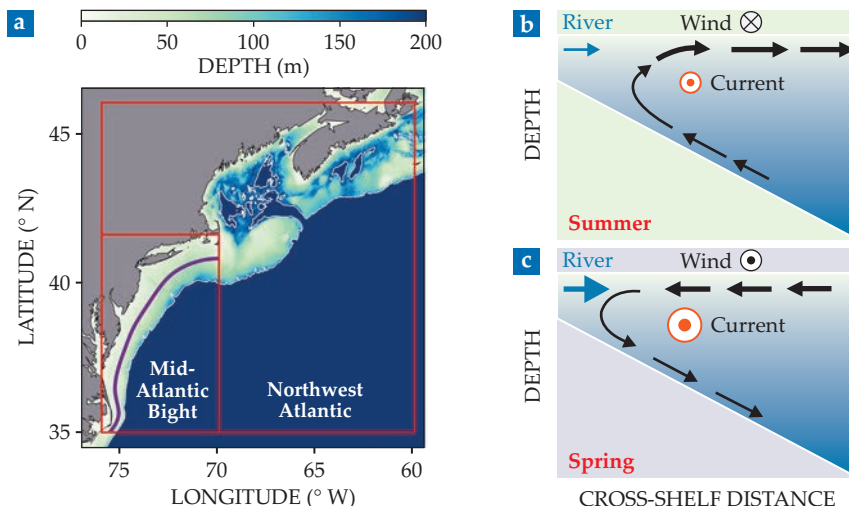 a
0 50 100 150 200
DEPTH (m)
45
40
35
LATITUDE (° N)
Mid-
Atlantic
Bight
Northwest
Atlantic
75 70 65 60
LONGITUDE (° W)
b
River Wind
Current
DEPTH
Summer
c
River Wind
Current
DEPTH
Spring
CROSS-SHELF DISTANCE